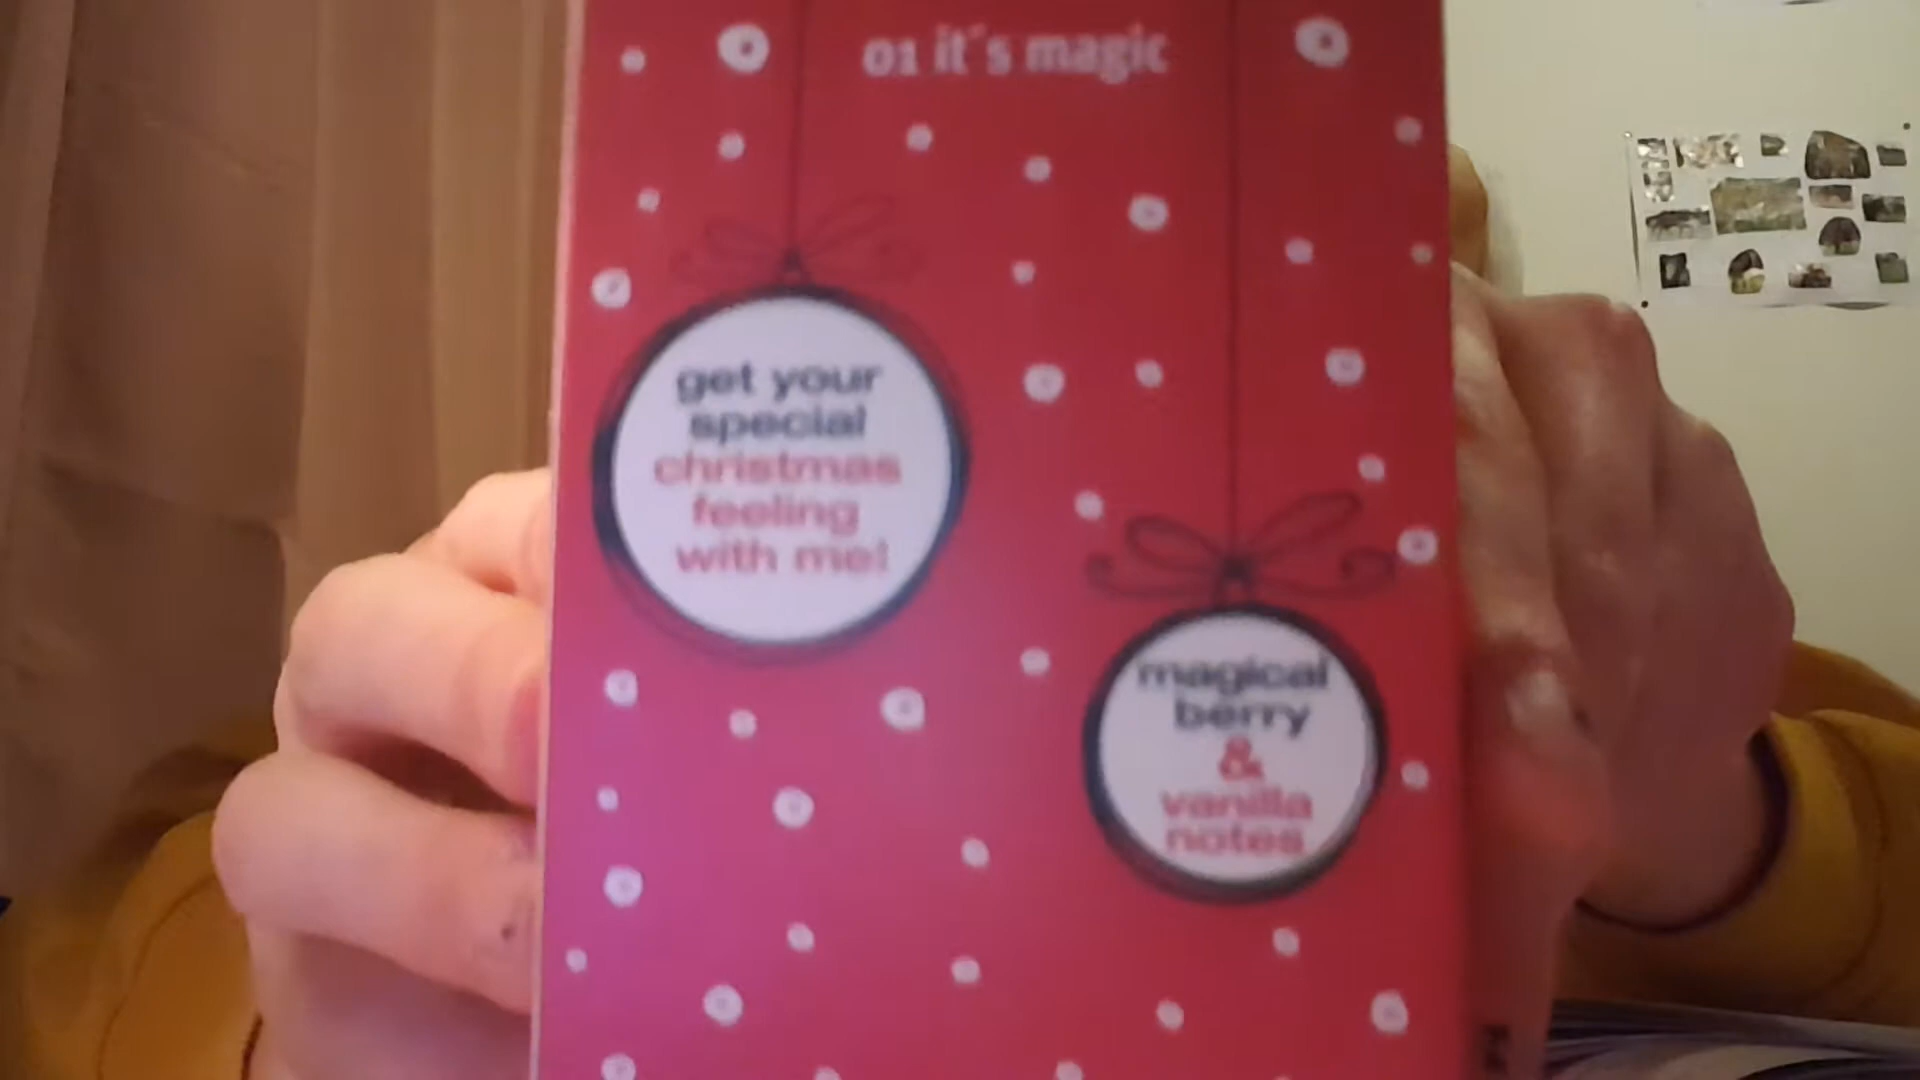 01 it´s magic
get your
special
christmas
feeling
with me!
magical
berry
&
vanilla
notes